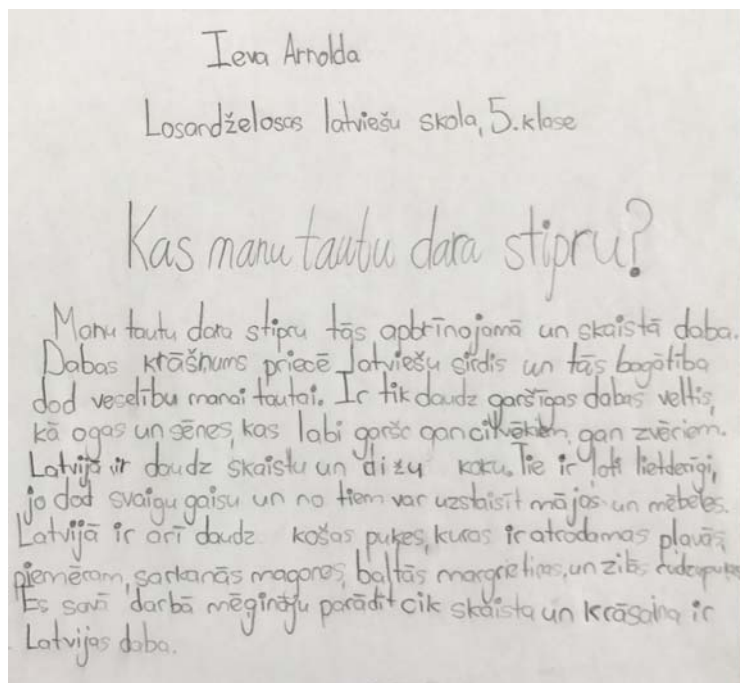 Ieva Arnolda
Losandželosas latviešu skola, 5. klase
Kas manu tautu dara stipru?
Manu tautu dara stipru tās apbrīnojamā un skaistā daba.
Dabas krāšņums priecē latviešu sirdis un tās bagātība
dod veselību manai tautai. Ir tik daudz garšīgas dabas veltis,
kā ogas un sēnes, kas labi garšo gan cilvēkiem, gan zvēriem.
Latvijā ir daudz skaistu un dižu koku. Tie ir ļoti lietderīgi,
jo dod svaigu gaisu un no tiem var uztaisīt mājas un mēbeles.
Latvijā ir arī daudz košas puķes, kuras ir atrodamas pļavās,
piemēram, sarkanās magones, baltās margrietiņas, un zilās rudzupuķes
Es savā darbā mēģināju parādīt cik skaista un krāsaina ir
Latvijas daba.